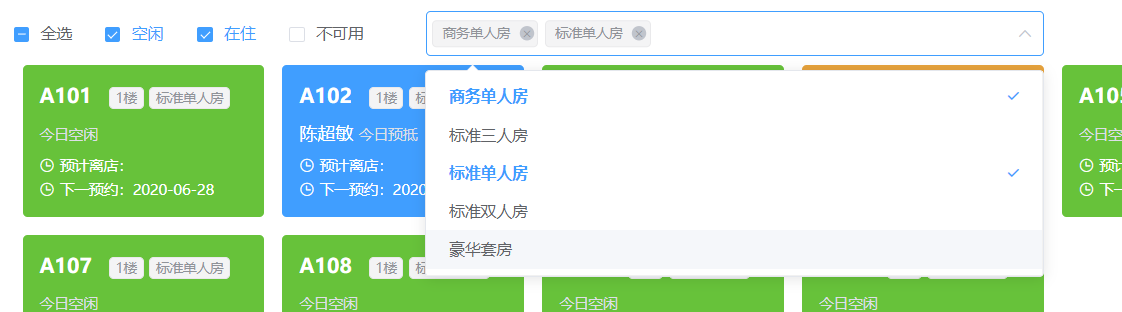 全选 空闲 在住 不可用 商务单人房 标准单人房
A101 1楼 标准单人房
今日空闲
预计离店：
下一预约：2020-06-28
A102 1楼
陈超敏 今日预抵
预计离店：
下一预约：2020
商务单人房
标准三人房
标准单人房
标准双人房
豪华套房
A105
今日空闲
A107 1楼 标准单人房
今日空闲
A108 1楼
今日空闲
今日空闲
今日空闲